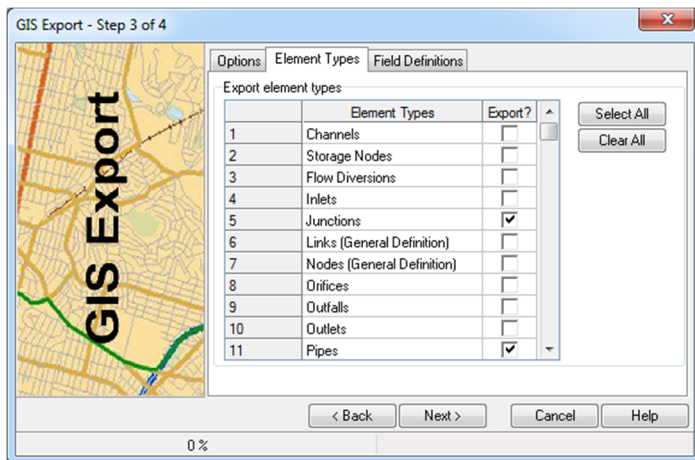 GIS Export - Step 3 of 4
GIS Export
Options Element Types Field Definitions
Export element types
Element Types Export?
1 Channels
2 Storage Nodes
3 Flow Diversions
4 Inlets
5 Junctions
6 Links (General Definition)
7 Nodes (General Definition)
8 Orifices
9 Outfalls
10 Outlets
11 Pipes
Select All
Clear All
< Back Next > Cancel Help
0 %